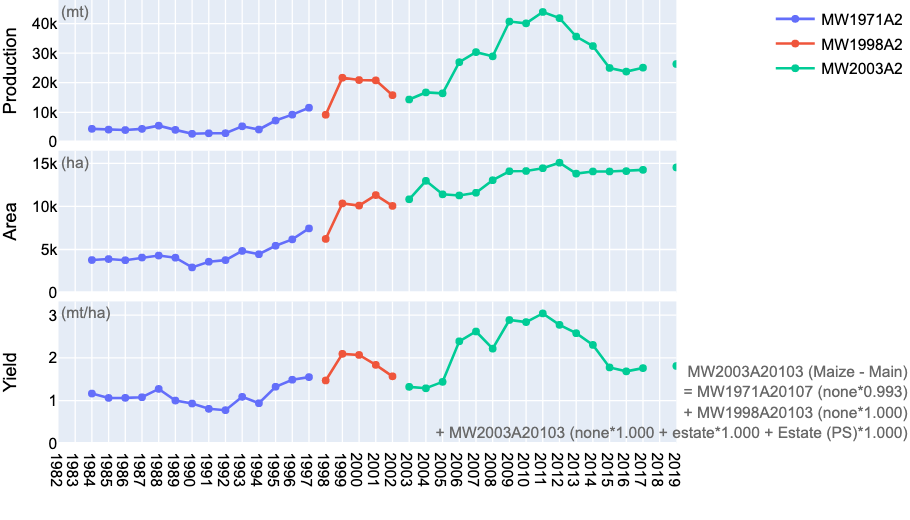 (mt)
Production
40k
30k
20k
10k
0
MW1971A2
MW1998A2
MW2003A2
(ha)
Area
15k
10k
5k
0
(mt/ha)
Yield
3
2
1
0
MW2003A20103 (Maize - Main)
= MW1971A20107 (none*0.993)
+ MW1998A20103 (none*1.000)
+ MW2003A20103 (none*1.000 + estate*1.000 + Estate (PS)*1.000)
1982
1983
1984
1985
1986
1987
1988
1989
1990
1991
1992
1993
1994
1995
1996
1997
1998
1999
2000
2001
2002
2003
2004
2005
2006
2007
2008
2009
2010
2011
2012
2013
2014
2015
2016
2017
2018
2019